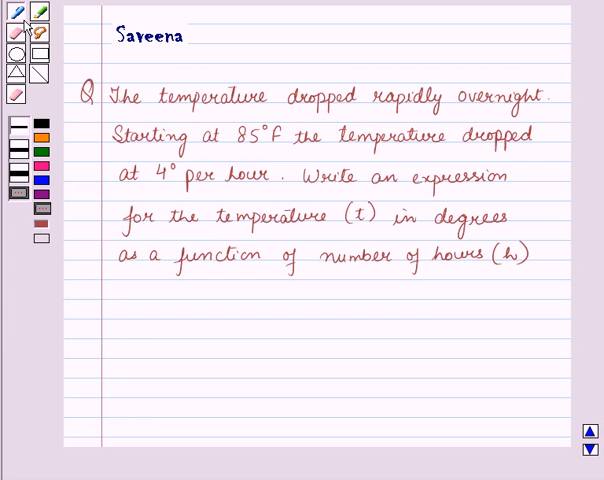 Saveena
Q The temperature dropped rapidly overnight.
Starting at 85°F the temperature dropped
at 4° per hour. Write an expression
for the temperature (t) in degrees
as a function of number of hours (h)